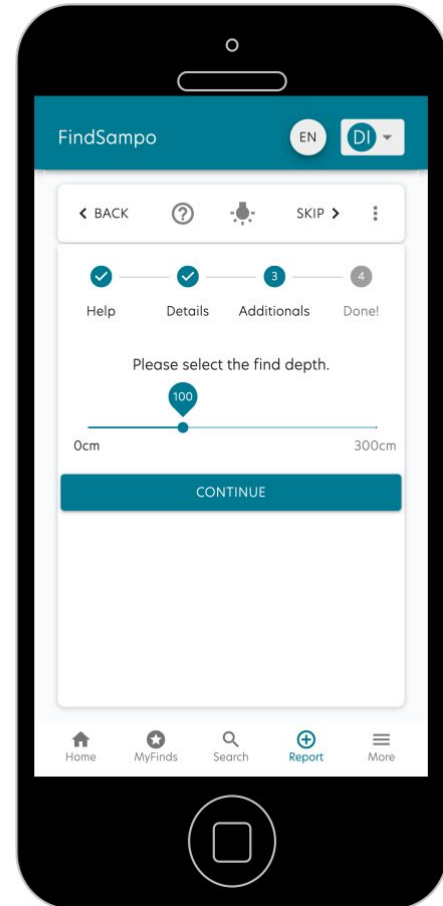 FindSampo EN DI
BACK SKIP
3 4
Help Details Additionals Done!
Please select the find depth.
100
0cm 300cm
CONTINUE
Home MyFinds Search Report More